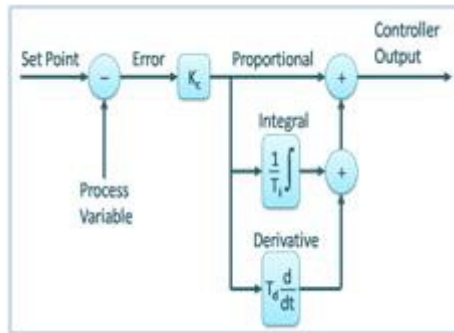 Controller
Output
Set Point
Error
Proportional
−
K_c
+
Integral
1/T_i ∫
+
Process
Variable
Derivative
T_d d/dt